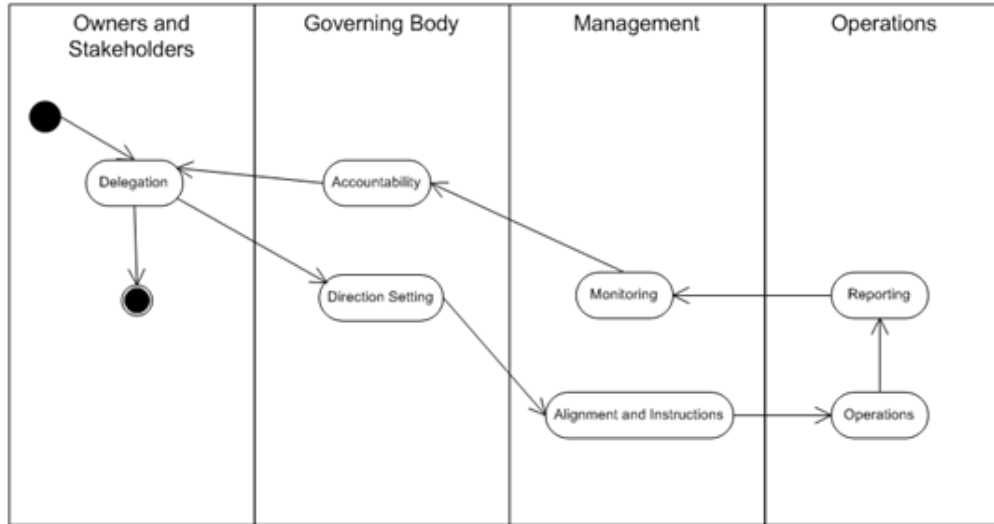 Owners and
Stakeholders
Governing Body
Management
Operations
Delegation
Accountability
Direction Setting
Monitoring
Reporting
Alignment and Instructions
Operations